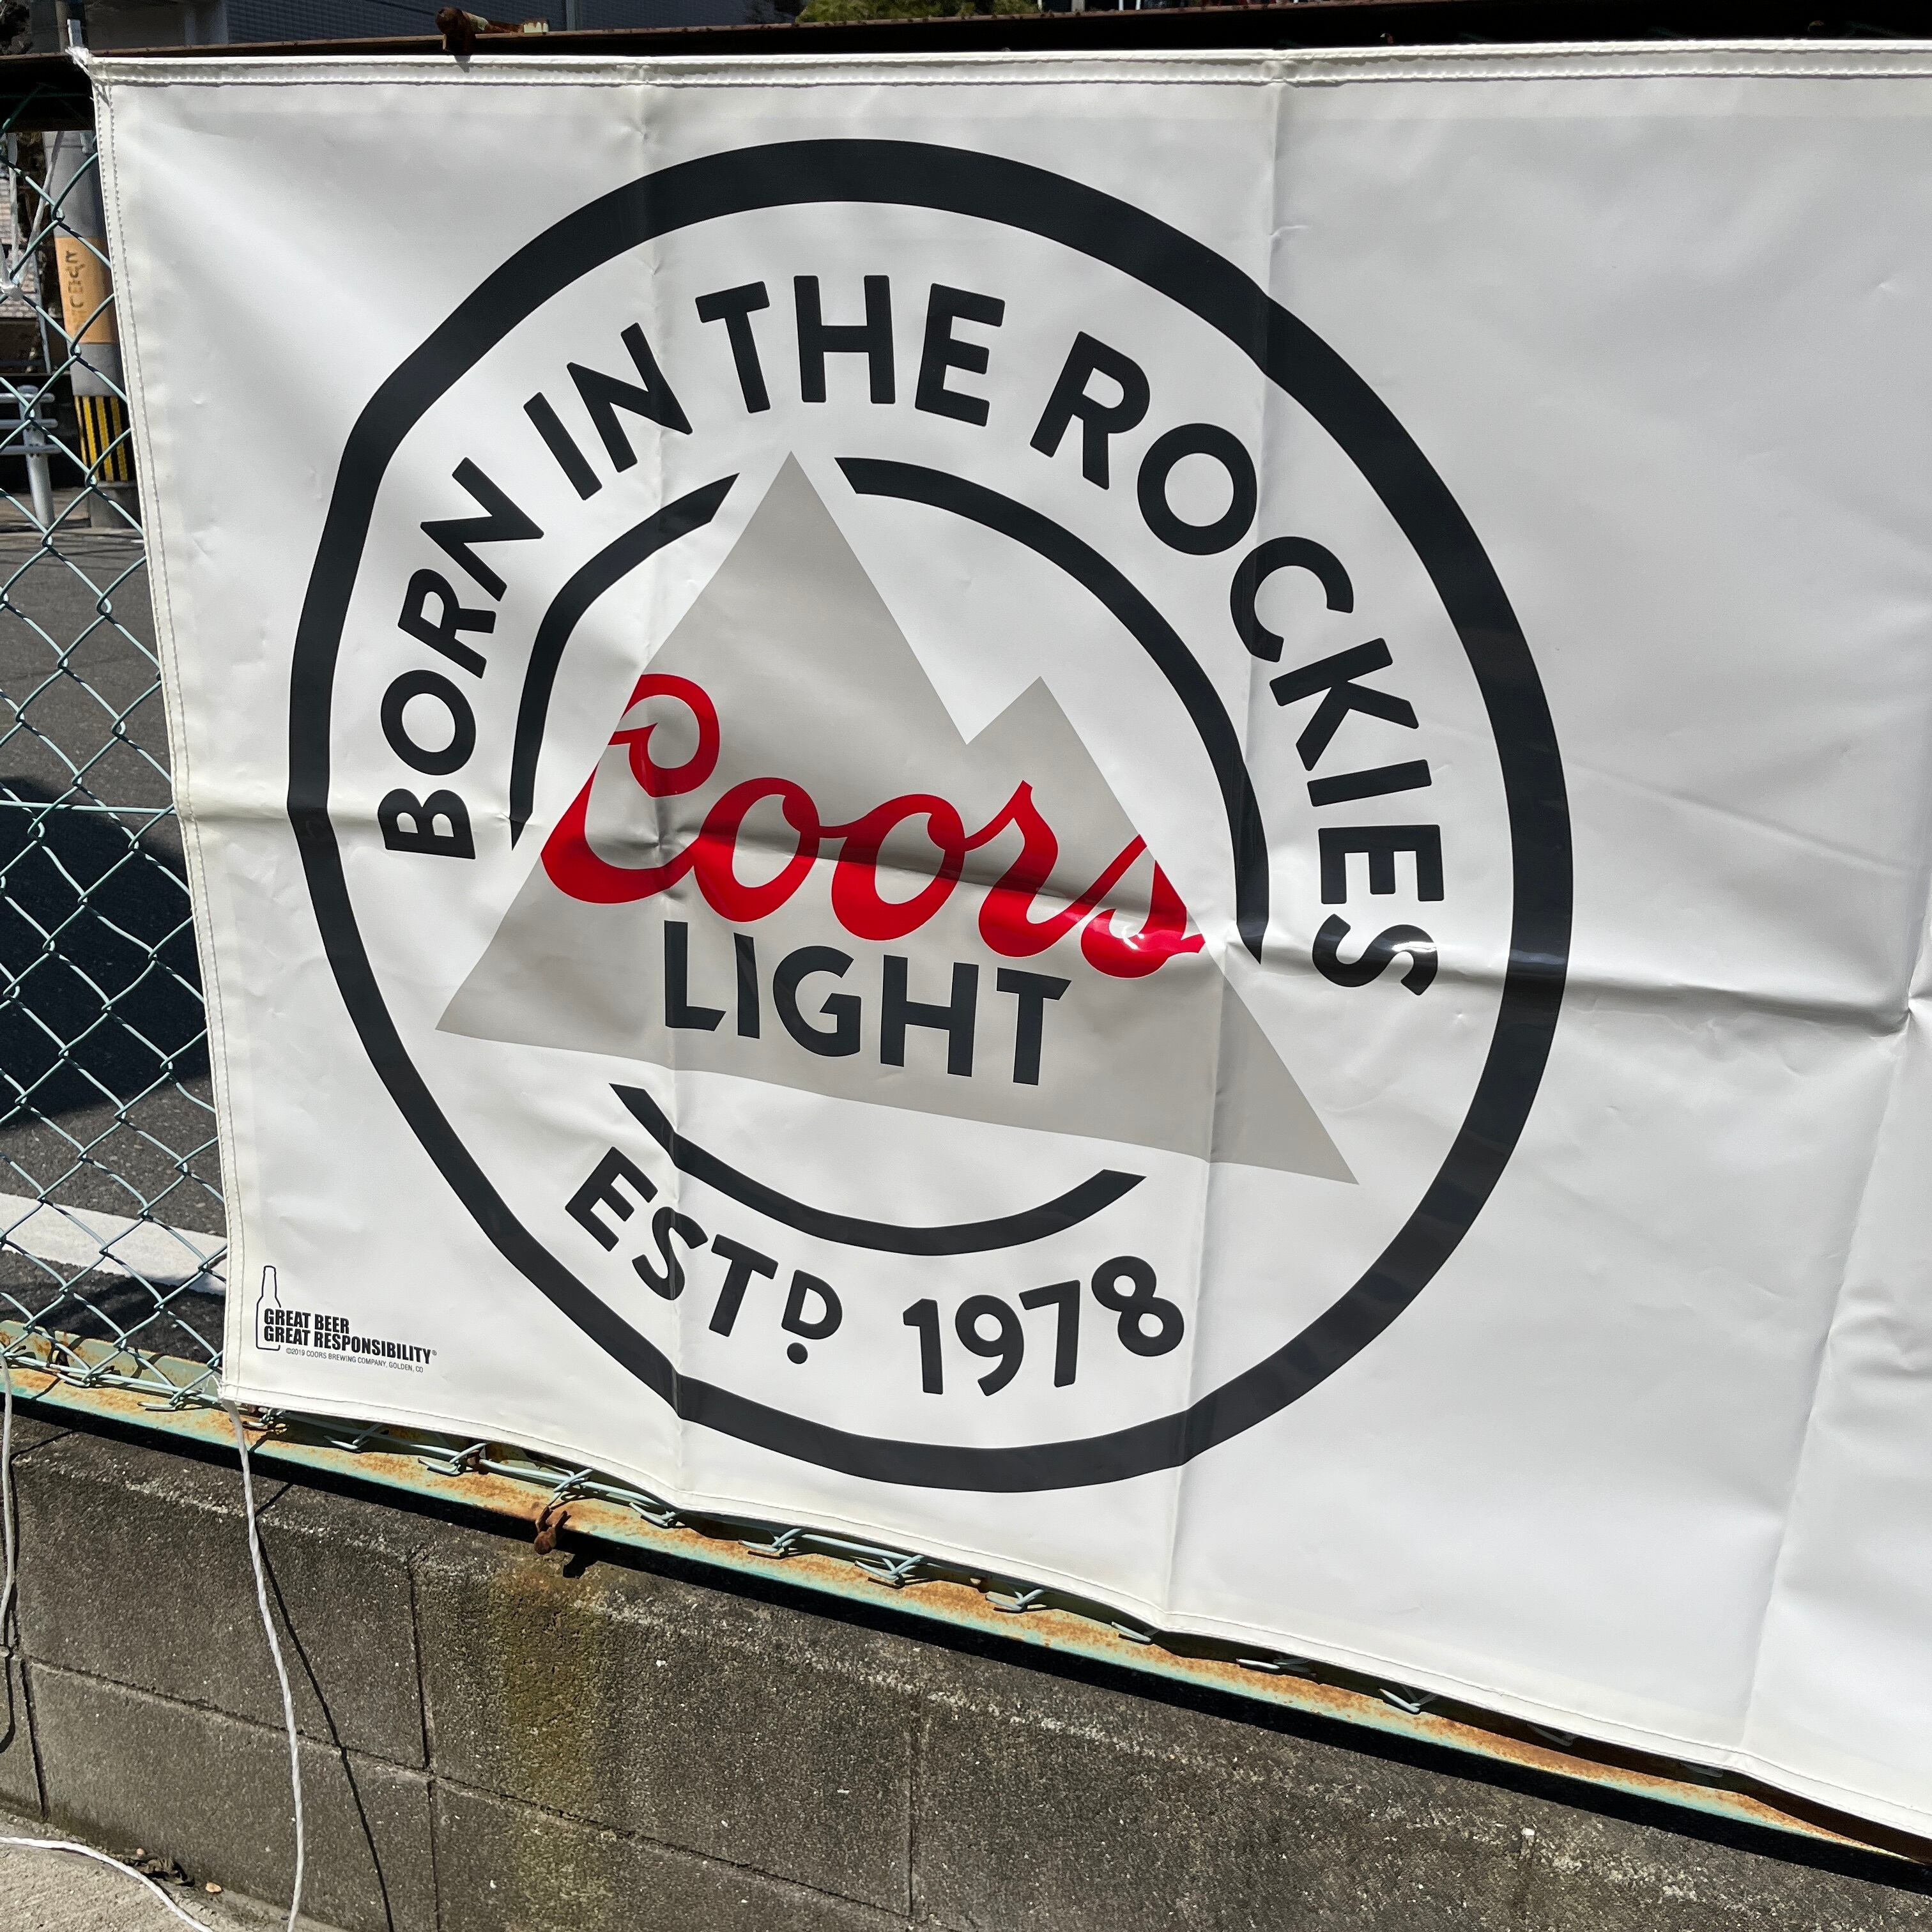 BORN IN THE ROCKIES
Coors
LIGHT
ESTD 1978
GREAT BEER
GREAT RESPONSIBILITY®
©2019 COORS BREWING COMPANY, GOLDEN, CO